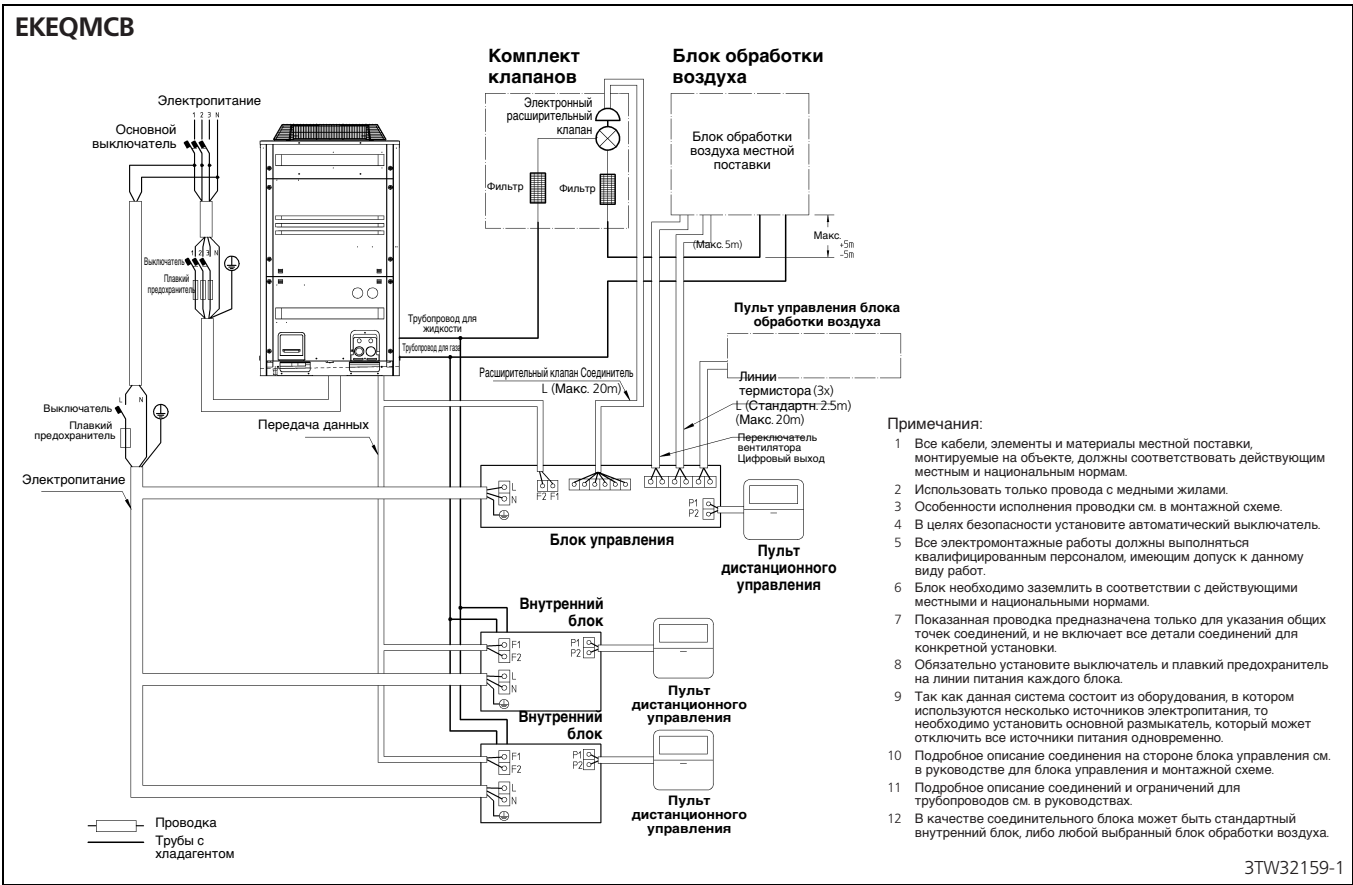 EKEQMCB
Комплект
клапанов
Блок обработки
воздуха
Электропитание
1 2 3 N
Основной
выключатель
Электронный
расширительный
клапан
Блок обработки
воздуха местной
поставки
Фильтр
Фильтр
Макс.
+5m
-5m
(Макс. 5m)
1 2 3 N
Выключатель
Плавкий
предохранитель
Пульт управления блока
обработки воздуха
Трубопровод для
жидкости
Трубопровод для газа
Расширительный клапан Соединитель
L (Макс. 20m)
Линии
термистора (3x)
L (Стандартн. 2.5m)
(Макс. 20m)
L N
Выключатель
Плавкий
предохранитель
Передача данных
Переключатель
вентилятора
Цифровый выход
Электропитание
L
N
F2 F1
P1
P2
Блок управления
Пульт
дистанционного
управления
Внутренний
блок
F1
F2
P1
P2
L
N
Пульт
дистанционного
управления
Внутренний
блок
F1
F2
P1
P2
L
N
Пульт
дистанционного
управления
Проводка
Трубы с
хладагентом
Примечания:
1 Все кабели, элементы и материалы местной поставки,
монтируемые на объекте, должны соответствовать действующим
местным и национальным нормам.
2 Использовать только провода с медными жилами.
3 Особенности исполнения проводки см. в монтажной схеме.
4 В целях безопасности установите автоматический выключатель.
5 Все электромонтажные работы должны выполняться
квалифицированным персоналом, имеющим допуск к данному
виду работ.
6 Блок необходимо заземлить в соответствии с действующими
местными и национальными нормами.
7 Показанная проводка предназначена только для указания общих
точек соединений, и не включает все детали соединений для
конкретной установки.
8 Обязательно установите выключатель и плавкий предохранитель
на линии питания каждого блока.
9 Так как данная система состоит из оборудования, в котором
используются несколько источников электропитания, то
необходимо установить основной размыкатель, который может
отключить все источники питания одновременно.
10 Подробное описание соединения на стороне блока управления см.
в руководстве для блока управления и монтажной схеме.
11 Подробное описание соединений и ограничений для
трубопроводов см. в руководствах.
12 В качестве соединительного блока может быть стандартный
внутренний блок, либо любой выбранный блок обработки воздуха.
3TW32159-1